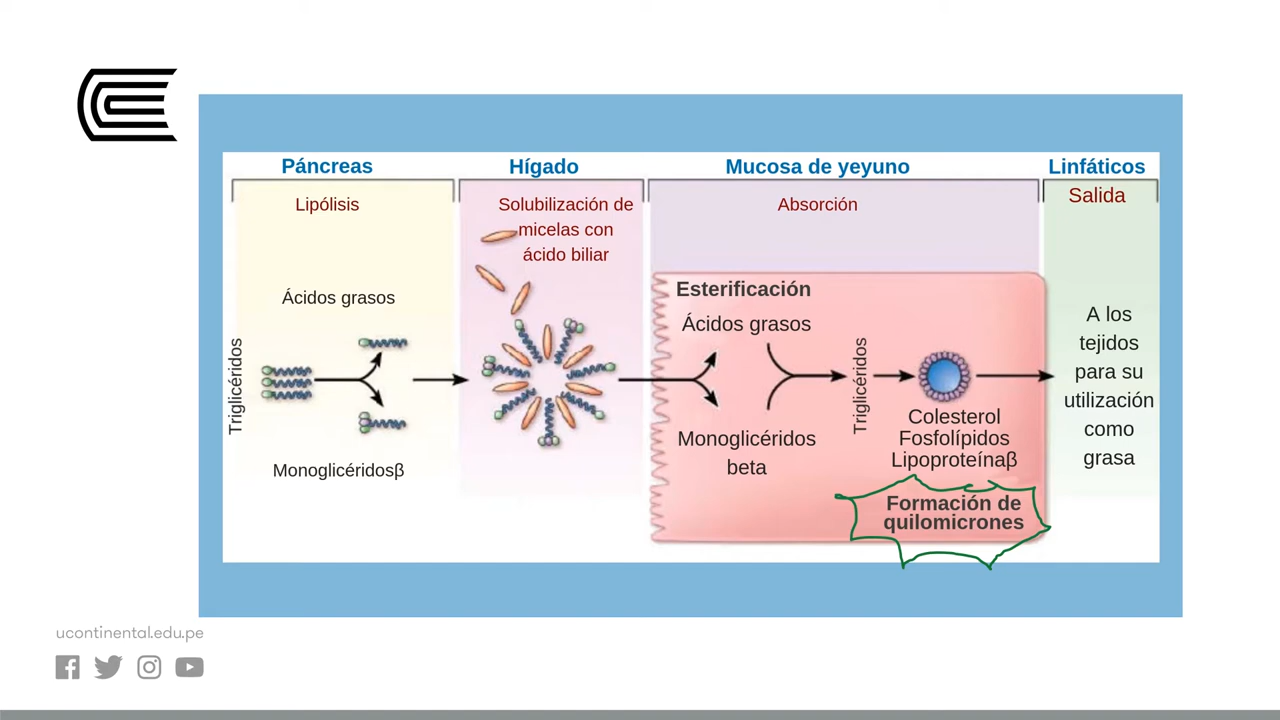 Páncreas
Lipólisis
Ácidos grasos
Triglicéridos
Monoglicéridosβ
Hígado
Solubilización de
micelas con
ácido biliar
Mucosa de yeyuno
Absorción
Esterificación
Ácidos grasos
Monoglicéridos
beta
Triglicéridos
Colesterol
Fosfolípidos
Lipoproteínaβ
Formación de
quilomicrones
Linfáticos
Salida
A los
tejidos
para su
utilización
como
grasa
ucontinental.edu.pe